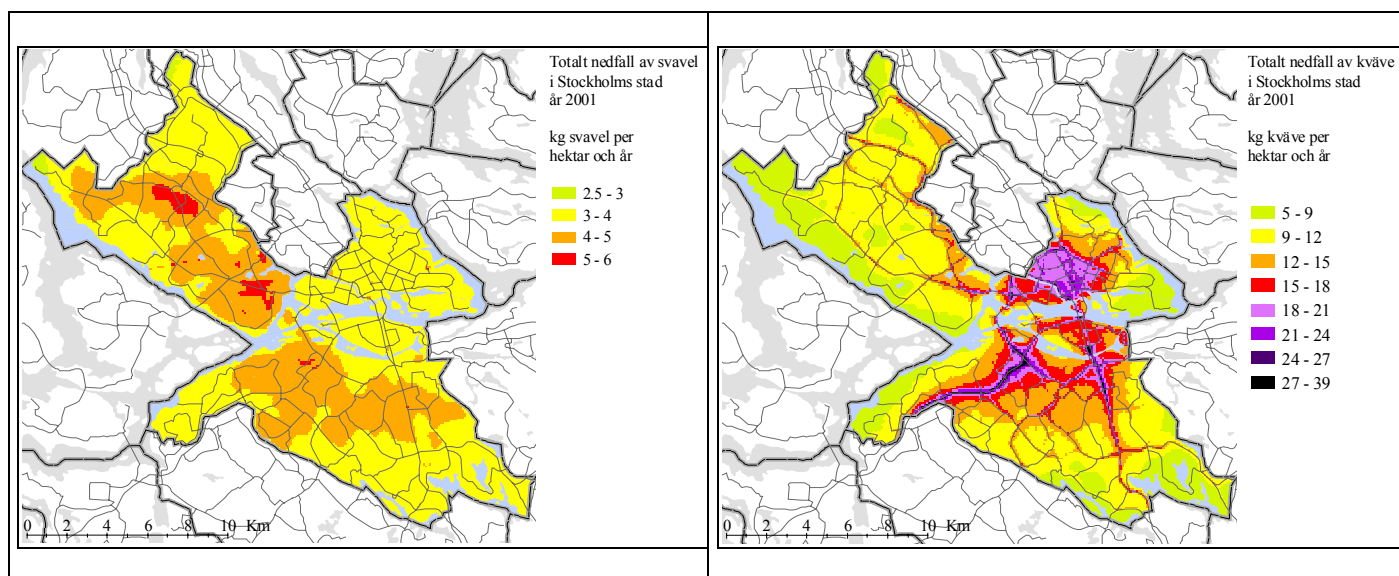 Totalt nedfall av svavel
i Stockholms stad
år 2001
kg svavel per
hektar och år
2.5 - 3
3 - 4
4 - 5
5 - 6
0 2 4 6 8 10 Km
Totalt nedfall av kväve
i Stockholms stad
år 2001
kg kväve per
hektar och år
5 - 9
9 - 12
12 - 15
15 - 18
18 - 21
21 - 24
24 - 27
27 - 39
0 2 4 6 8 10 Km